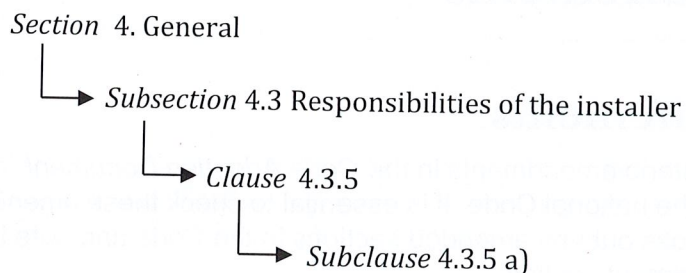 Section 4. General
Subsection 4.3 Responsibilities of the installer
Clause 4.3.5
Subclause 4.3.5 a)